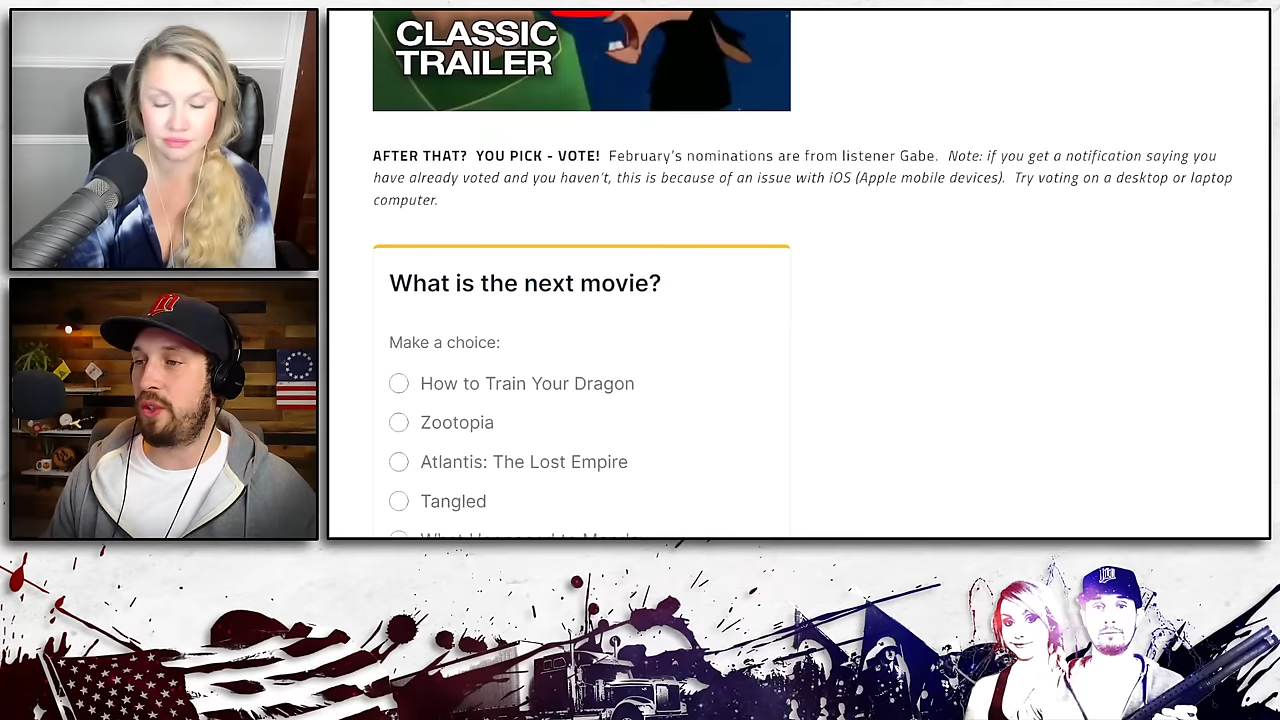 CLASSIC
TRAILER
AFTER THAT? YOU PICK - VOTE! February's nominations are from listener Gabe. Note: if you get a notification saying you
have already voted and you haven't, this is because of an issue with iOS (Apple mobile devices). Try voting on a desktop or laptop
computer.
What is the next movie?
Make a choice:
How to Train Your Dragon
Zootopia
Atlantis: The Lost Empire
Tangled